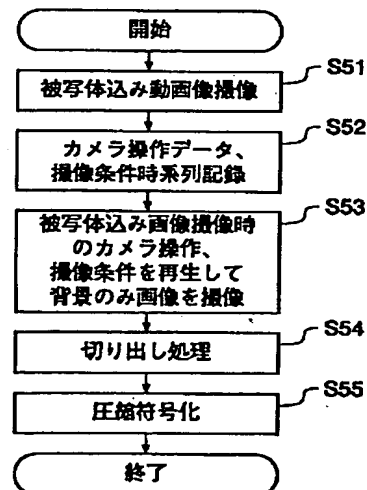 開始
S51
被写体込み動画像撮像
S52
カメラ操作データ、
撮像条件時系列記録
S53
被写体込み画像撮像時
のカメラ操作、
撮像条件を再生して
背景のみ画像を撮像
S54
切り出し処理
S55
圧縮符号化
終了